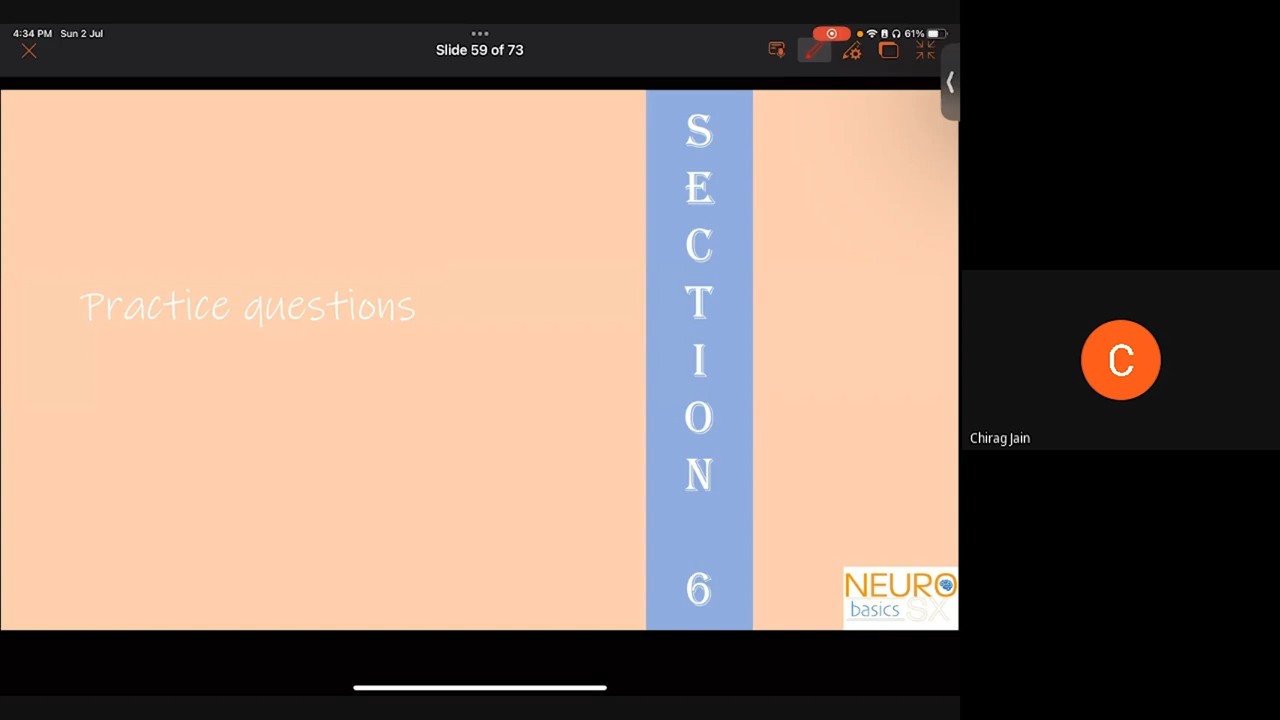 4:34 PM Sun 2 Jul
61%
Slide 59 of 73
Practice questions
S
E
C
T
I
O
N
6
NEURO
basics SX
C
Chirag Jain